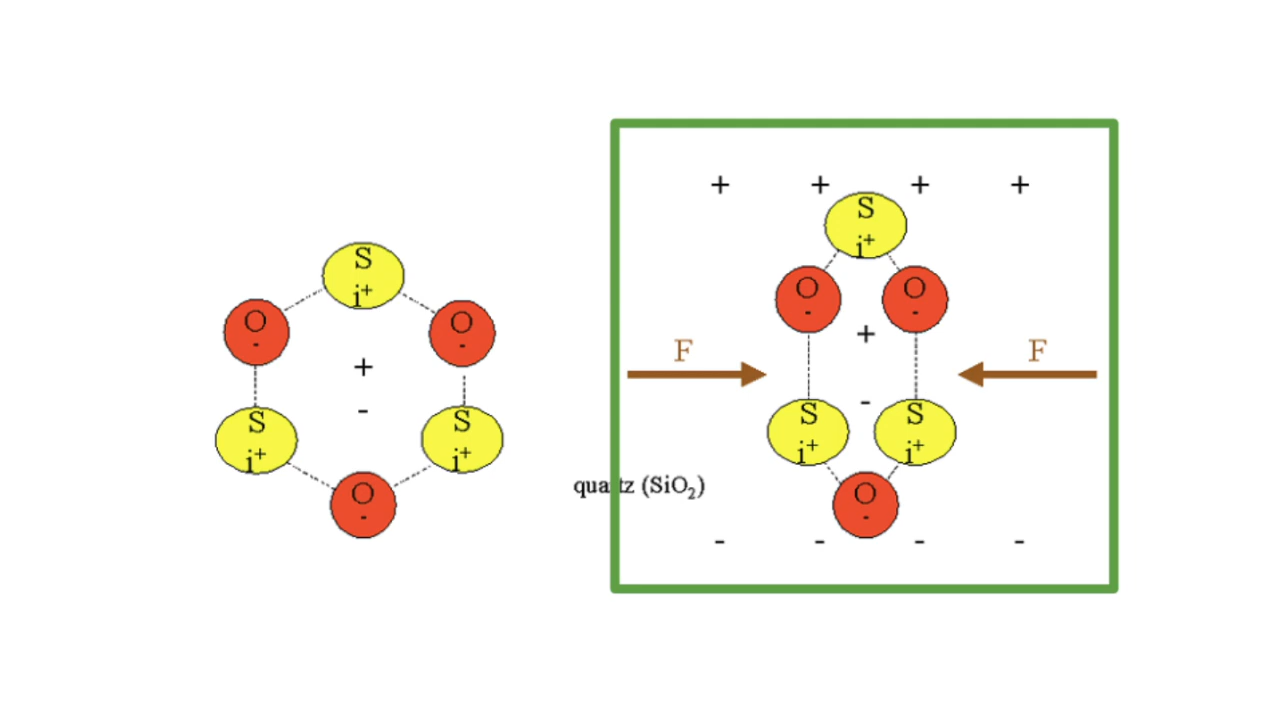 S
i⁺
O
-
O
-
+
-
S
i⁺
S
i⁺
O
-
quartz (SiO₂)
+ + + +
S
i⁺
O
-
O
-
+
F
F
-
S
i⁺
S
i⁺
O
-
- - - -